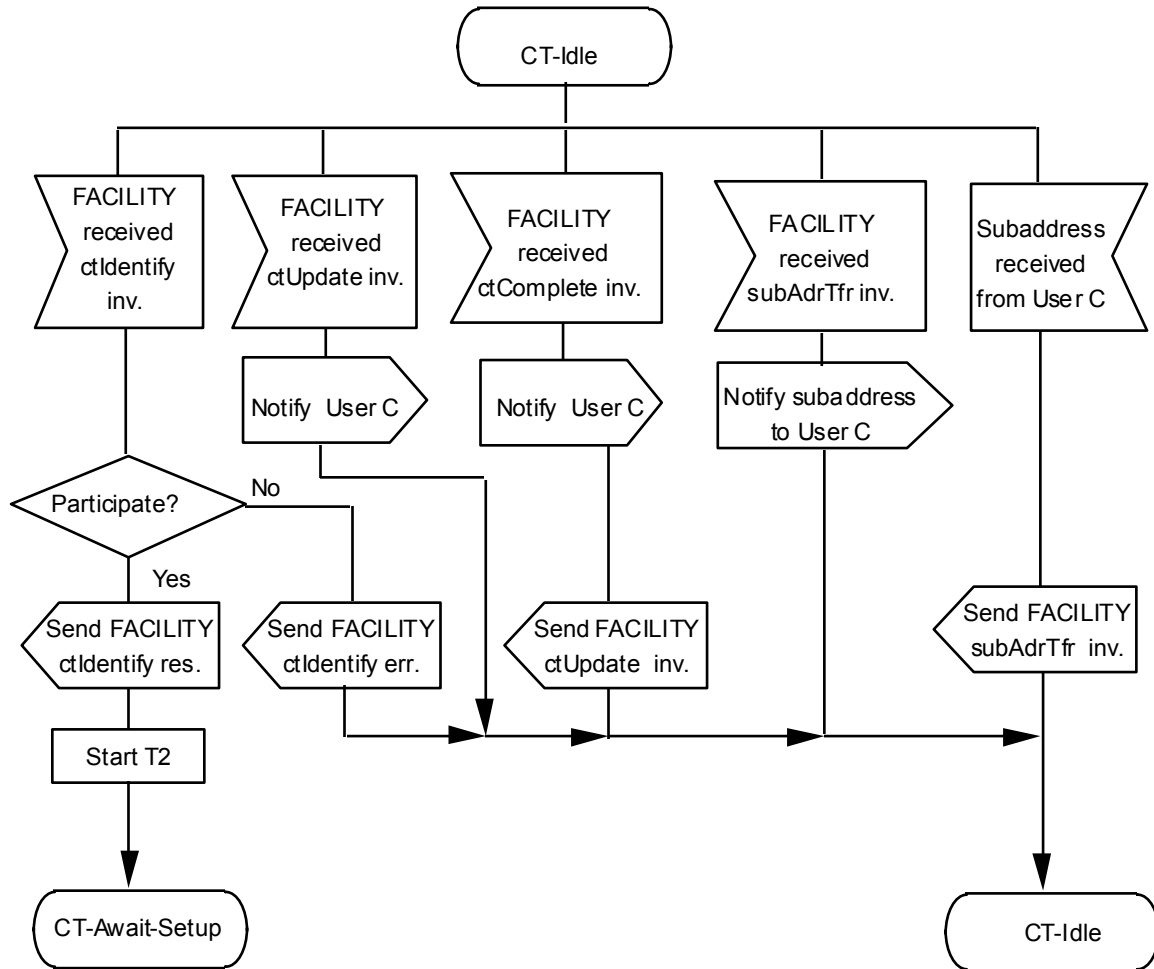 CT-Idle
FACILITY
received
ctIdentify
inv.
FACILITY
received
ctUpdate inv.
FACILITY
received
ctComplete inv.
FACILITY
received
subAdrTfr inv.
Subaddress
received
from User C
Notify User C
Notify User C
Notify subaddress
to User C
Participate?
No
Yes
Send FACILITY
ctIdentify res.
Send FACILITY
ctIdentify err.
Send FACILITY
ctUpdate inv.
Send FACILITY
subAdrTfr inv.
Start T2
CT-Await-Setup
CT-Idle